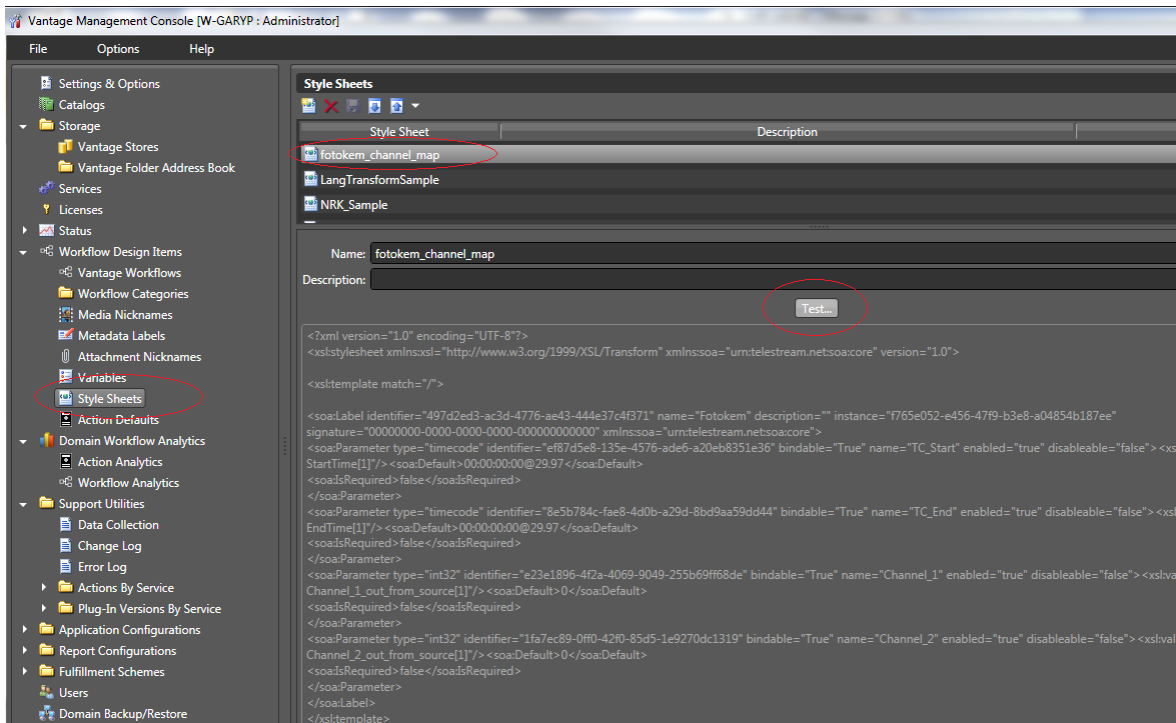 Vantage Management Console [W-GARYP : Administrator]
File Options Help
Settings & Options
Catalogs
Storage
Vantage Stores
Vantage Folder Address Book
Services
Licenses
Status
Workflow Design Items
Vantage Workflows
Workflow Categories
Media Nicknames
Metadata Labels
Attachment Nicknames
Variables
Style Sheets
Action Defaults
Domain Workflow Analytics
Action Analytics
Workflow Analytics
Support Utilities
Data Collection
Change Log
Error Log
Actions By Service
Plug-In Versions By Service
Application Configurations
Report Configurations
Fulfillment Schemes
Users
Domain Backup/Restore
Style Sheets
Style Sheet Description
fotokem_channel_map
LangTransformSample
NRK_Sample
Name: fotokem_channel_map
Description:
Test...
<?xml version="1.0" encoding="UTF-8"?>
<xsl:stylesheet xmlns:xsl="http://www.w3.org/1999/XSL/Transform" xmlns:soa="urn:telestream.net:soa:core" version="1.0">
<xsl:template match="/">
<soa:Label identifier="497d2ed3-ac3d-4776-ae43-444e37c4f371" name="Fotokem" description="" instance="f765e052-e456-47f9-b3e8-a04854b187ee"
signature="00000000-0000-0000-0000-000000000000" xmlns:soa="urn:telestream.net:soa:core">
<soa:Parameter type="timecode" identifier="ef87d5e8-135e-4576-ade6-a20eb8351e36" bindable="True" name="TC_Start" enabled="true" disableable="false"><xs
StartTime[1]"/><soa:Default>00:00:00:00@29.97</soa:Default>
<soa:IsRequired>false</soa:IsRequired>
</soa:Parameter>
<soa:Parameter type="timecode" identifier="8e5b784c-fae8-4d0b-a29d-8bd9aa59dd44" bindable="True" name="TC_End" enabled="true" disableable="false"><xsl
EndTime[1]"/><soa:Default>00:00:00:00@29.97</soa:Default>
<soa:IsRequired>false</soa:IsRequired>
</soa:Parameter>
<soa:Parameter type="int32" identifier="e23e1896-4f2a-4069-9049-255b69ff68de" bindable="True" name="Channel_1" enabled="true" disableable="false"><xsl:va
Channel_1_out_from_source[1]"/><soa:Default>0</soa:Default>
<soa:IsRequired>false</soa:IsRequired>
</soa:Parameter>
<soa:Parameter type="int32" identifier="1fa7ec89-0ff0-42f0-85d5-1e9270dc1319" bindable="True" name="Channel_2" enabled="true" disableable="false"><xsl:val
Channel_2_out_from_source[1]"/><soa:Default>0</soa:Default>
<soa:IsRequired>false</soa:IsRequired>
</soa:Parameter>
</soa:Label>
</xsl:template>